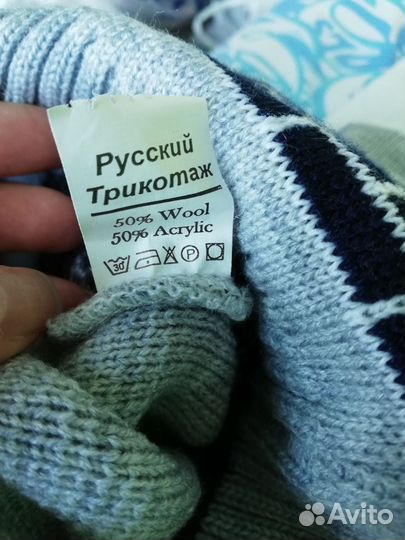 Русский
Трикотаж
50% Wool
50% Acrylic
30 P
Avito